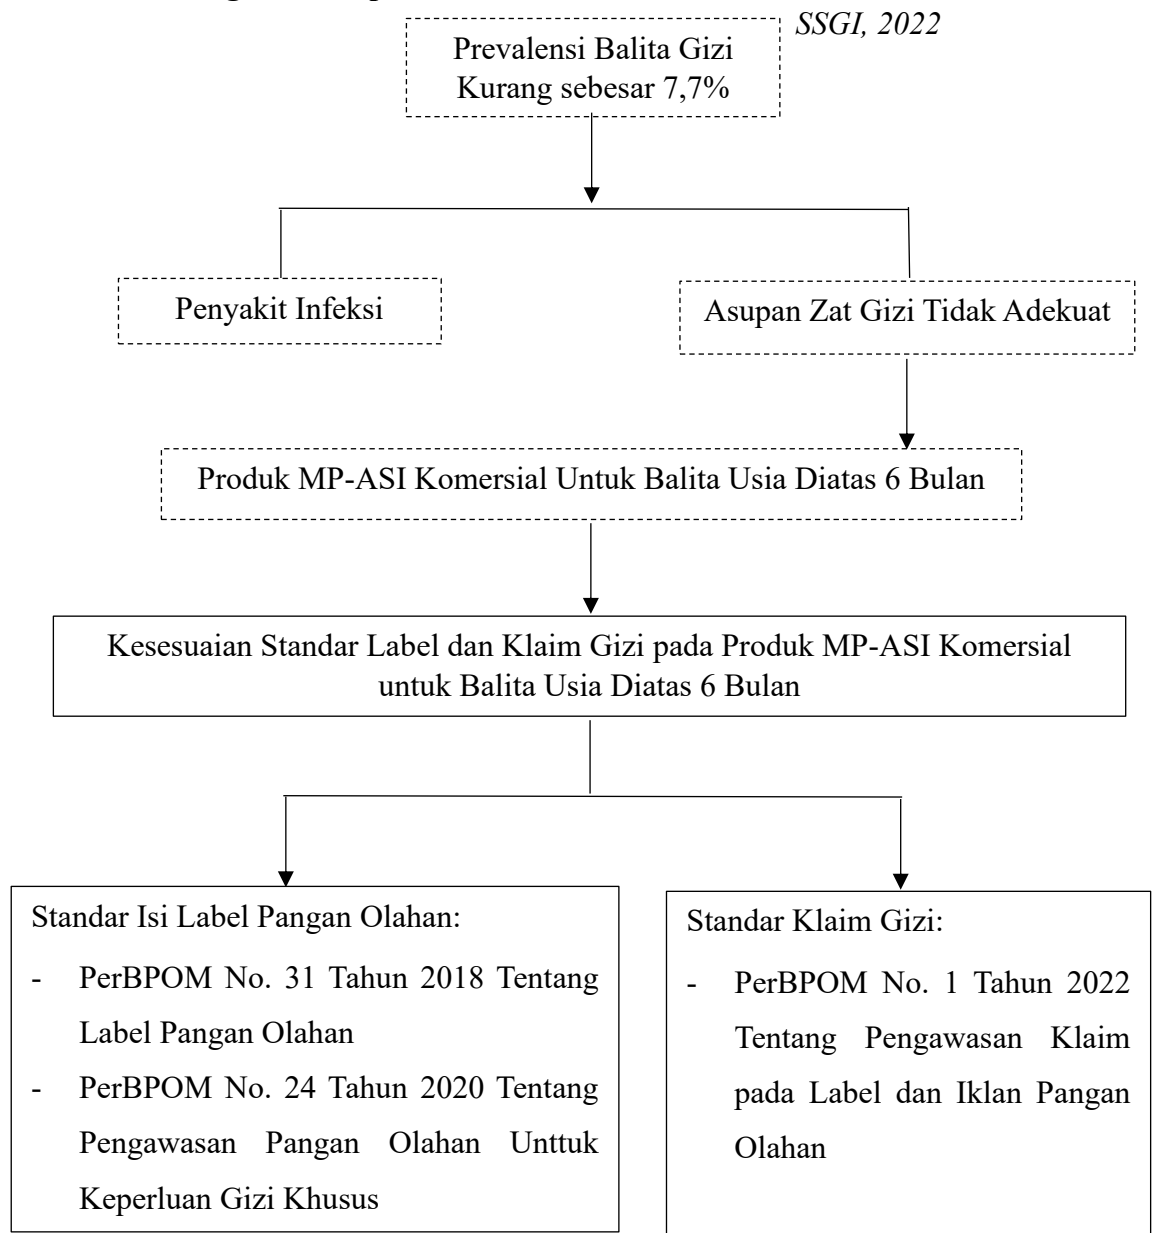 SSGI, 2022
Prevalensi Balita Gizi
Kurang sebesar 7,7%
Penyakit Infeksi
Asupan Zat Gizi Tidak Adekuat
Produk MP-ASI Komersial Untuk Balita Usia Diatas 6 Bulan
Kesesuaian Standar Label dan Klaim Gizi pada Produk MP-ASI Komersial
untuk Balita Usia Diatas 6 Bulan
Standar Isi Label Pangan Olahan:
- PerBPOM No. 31 Tahun 2018 Tentang
Label Pangan Olahan
- PerBPOM No. 24 Tahun 2020 Tentang
Pengawasan Pangan Olahan Unttuk
Keperluan Gizi Khusus
Standar Klaim Gizi:
- PerBPOM No. 1 Tahun 2022
Tentang Pengawasan Klaim
pada Label dan Iklan Pangan
Olahan